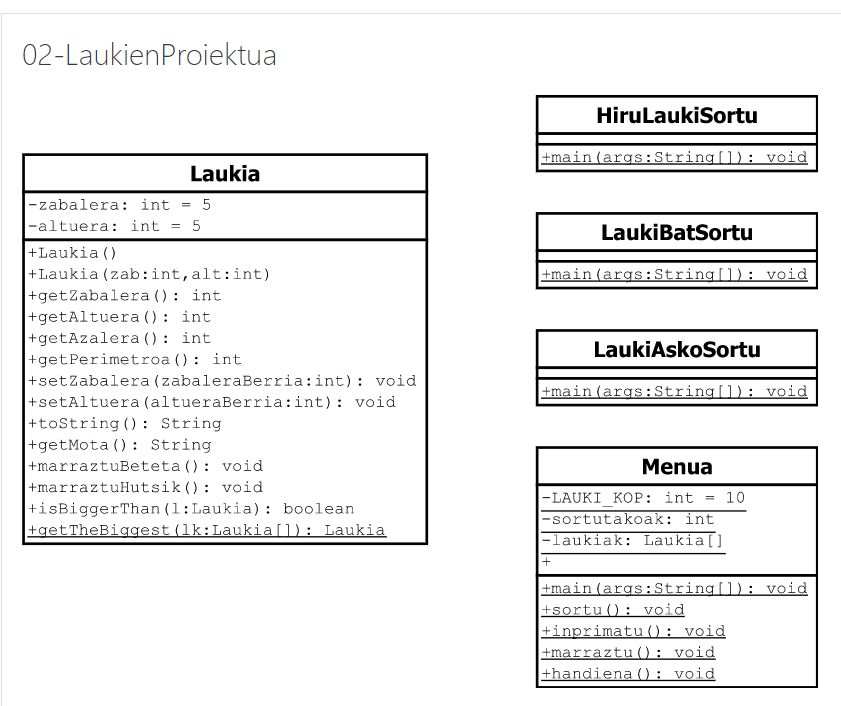 02-LaukienProiektua
Laukia
-zabalera: int = 5
-altuera: int = 5
+Laukia()
+Laukia(zab:int,alt:int)
+getZabalera(): int
+getAltuera(): int
+getAzalera(): int
+getPerimetroa(): int
+setZabalera(zabaleraBerria:int): void
+setAltuera(altueraBerria:int): void
+toString(): String
+getMota(): String
+marraztuBeteta(): void
+marraztuHutsik(): void
+isBiggerThan(l:Laukia): boolean
+getTheBiggest(lk:Laukia[]): Laukia
HiruLaukiSortu
+main(args:String[]): void
LaukiBatSortu
+main(args:String[]): void
LaukiAskoSortu
+main(args:String[]): void
Menua
-LAUKI_KOP: int = 10
-sortutakoak: int
-laukiak: Laukia[]
+
+main(args:String[]): void
+sortu(): void
+inprimatu(): void
+marraztu(): void
+handiena(): void